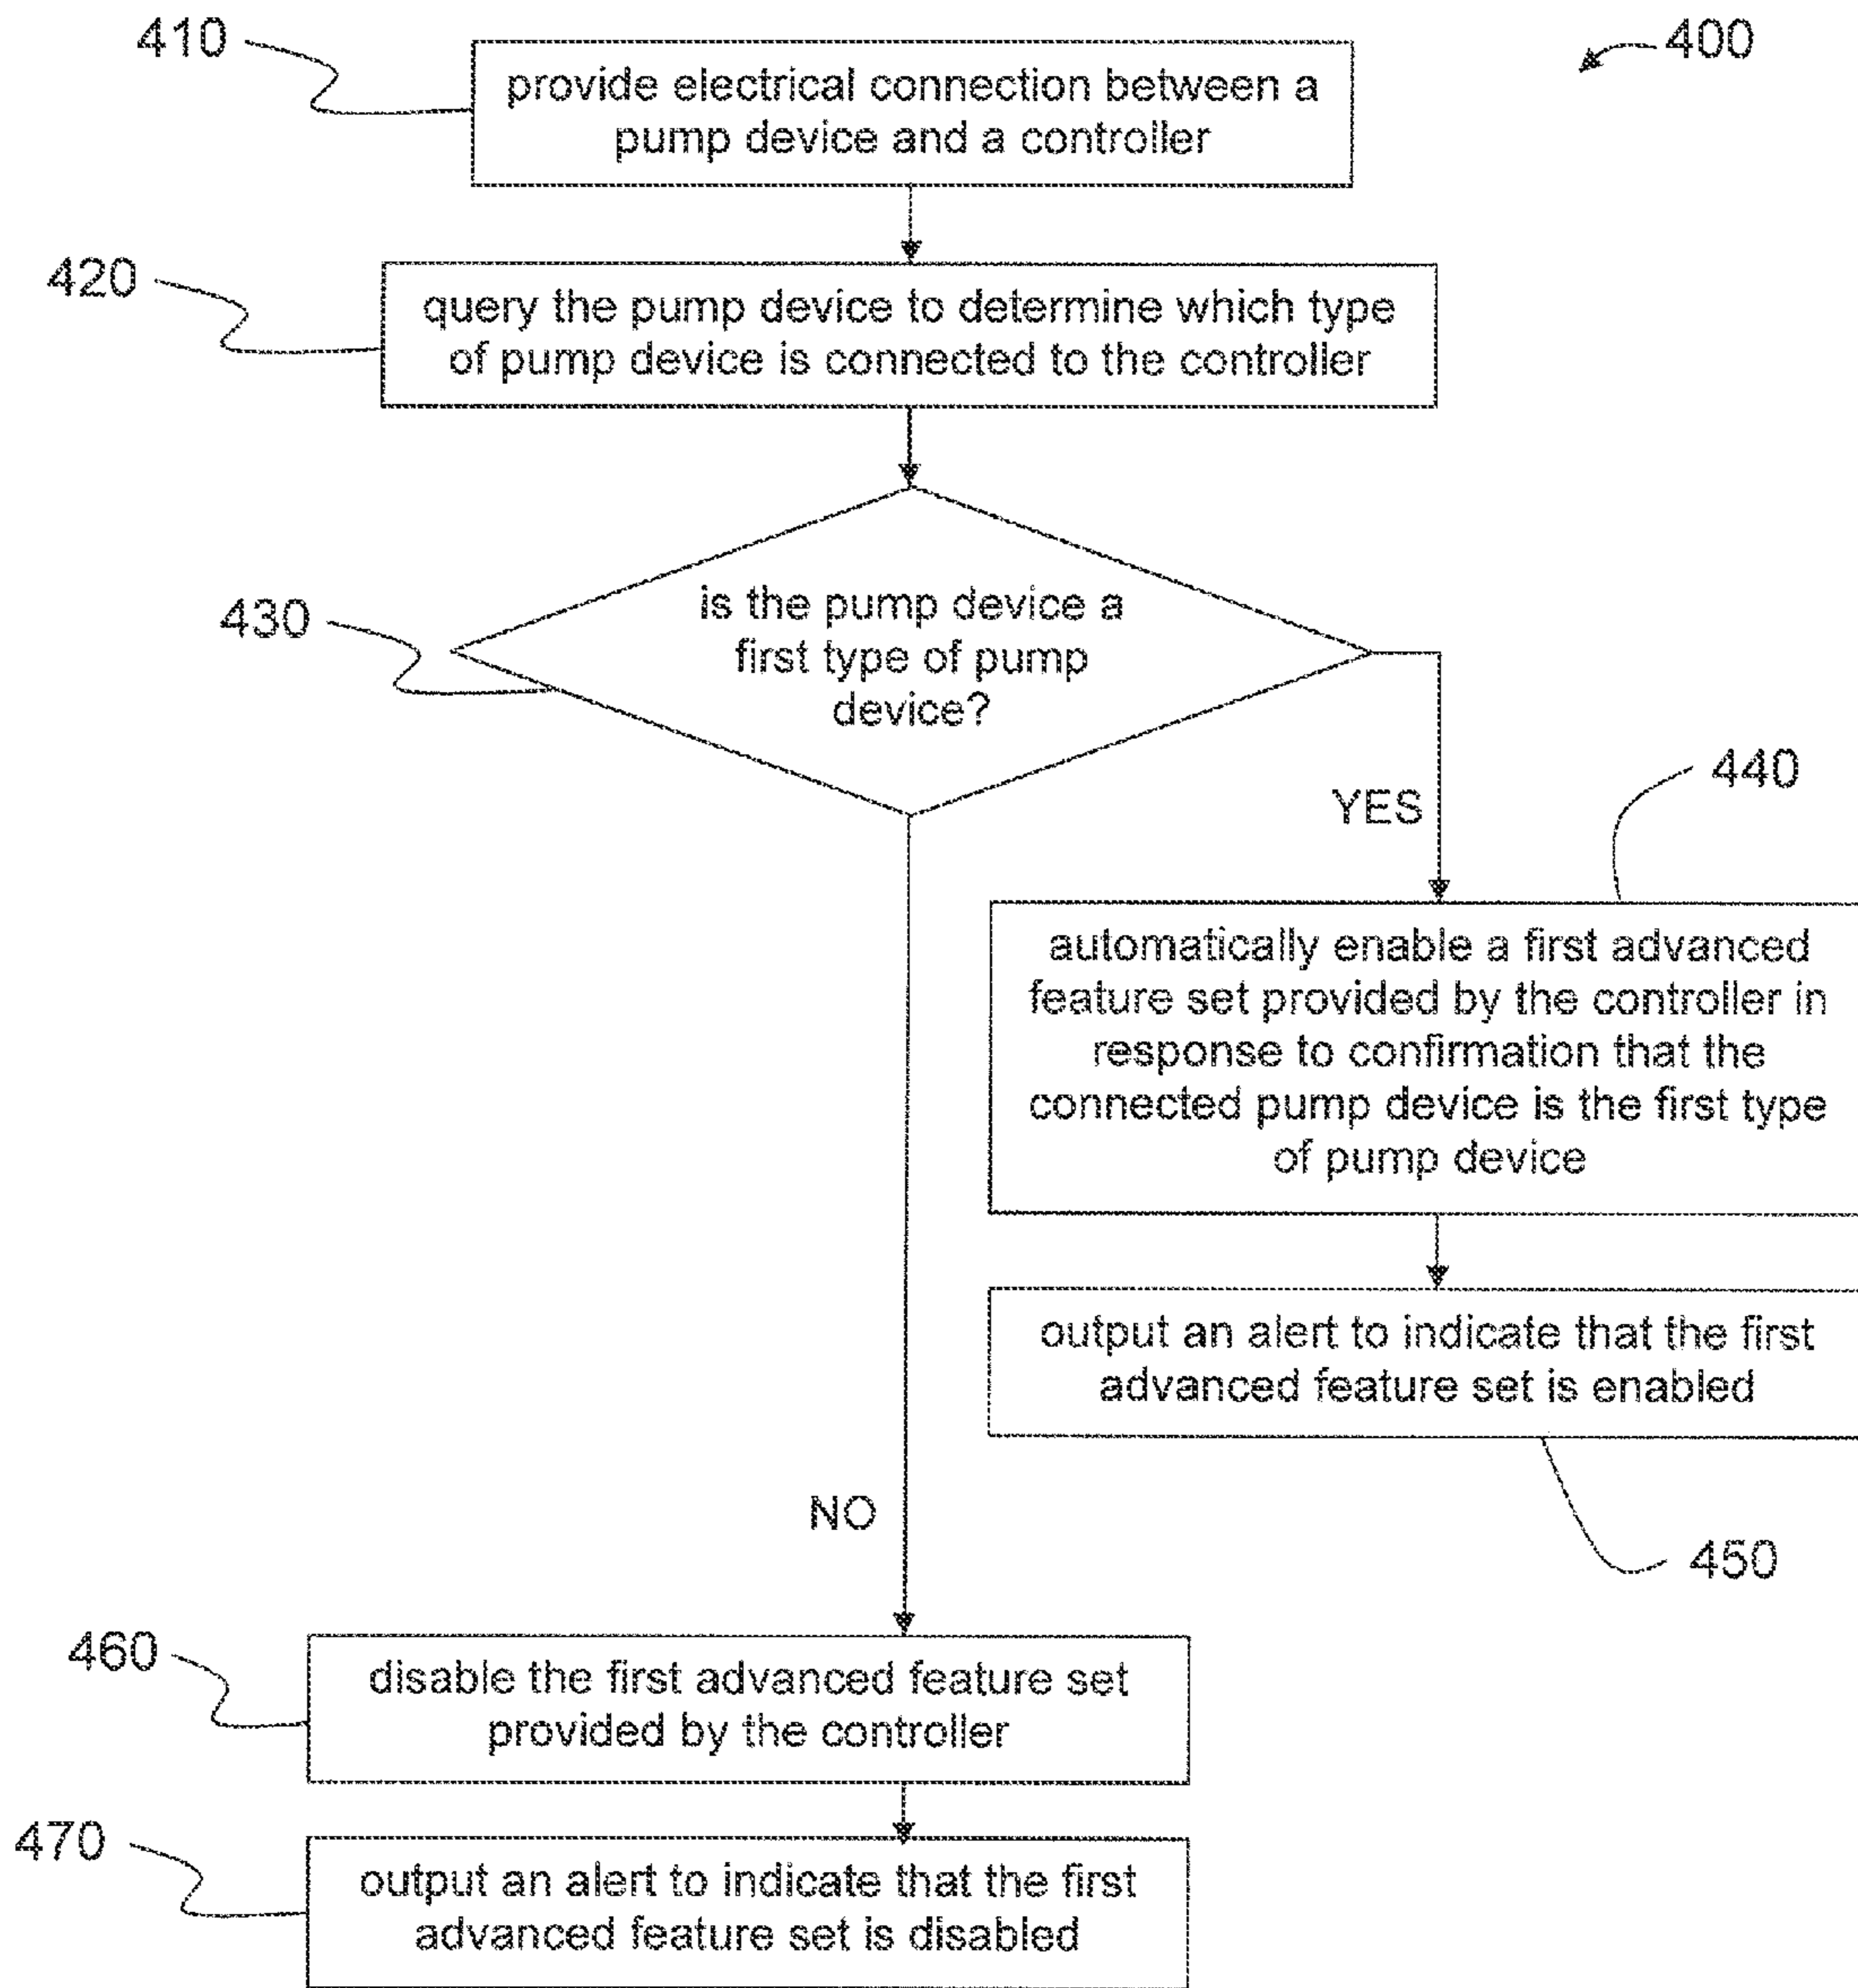 410
400
provide electrical connection between a
pump device and a controller
420
query the pump device to determine which type
of pump device is connected to the controller
430
is the pump device a
first type of pump
device?
YES
440
automatically enable a first advanced
feature set provided by the controller in
response to confirmation that the
connected pump device is the first type
of pump device
output an alert to indicate that the first
advanced feature set is enabled
450
NO
460
disable the first advanced feature set
provided by the controller
470
output an alert to indicate that the first
advanced feature set is disabled